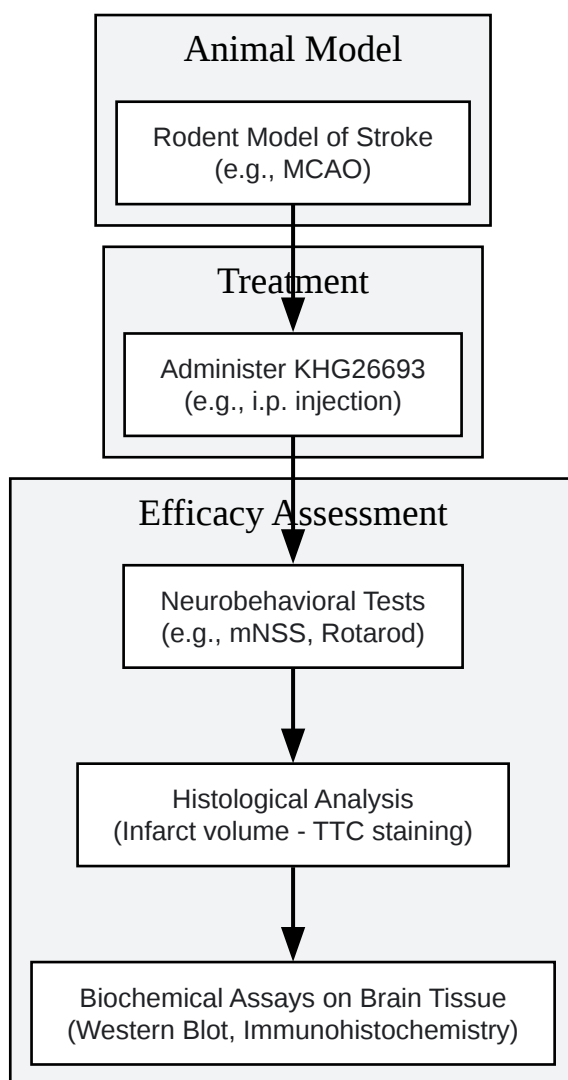 Animal Model
Rodent Model of Stroke
(e.g., MCAO)
Treatment
Administer KHG26693
(e.g., i.p. injection)
Efficacy Assessment
Neurobehavioral Tests
(e.g., mNSS, Rotarod)
Histological Analysis
(Infarct volume - TTC staining)
Biochemical Assays on Brain Tissue
(Western Blot, Immunohistochemistry)